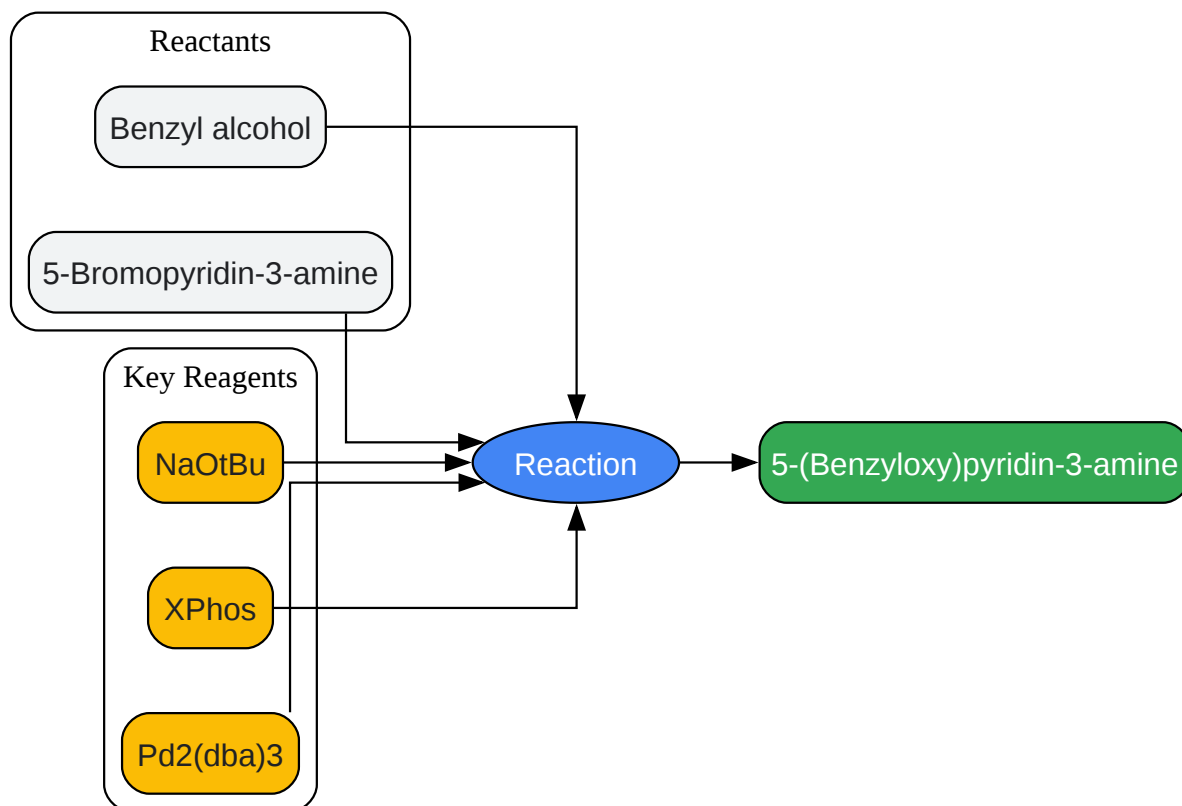 Reactants
Benzyl alcohol
5-Bromopyridin-3-amine
Key Reagents
NaOtBu
XPhos
Pd2(dba)3
Reaction
5-(Benzyloxy)pyridin-3-amine